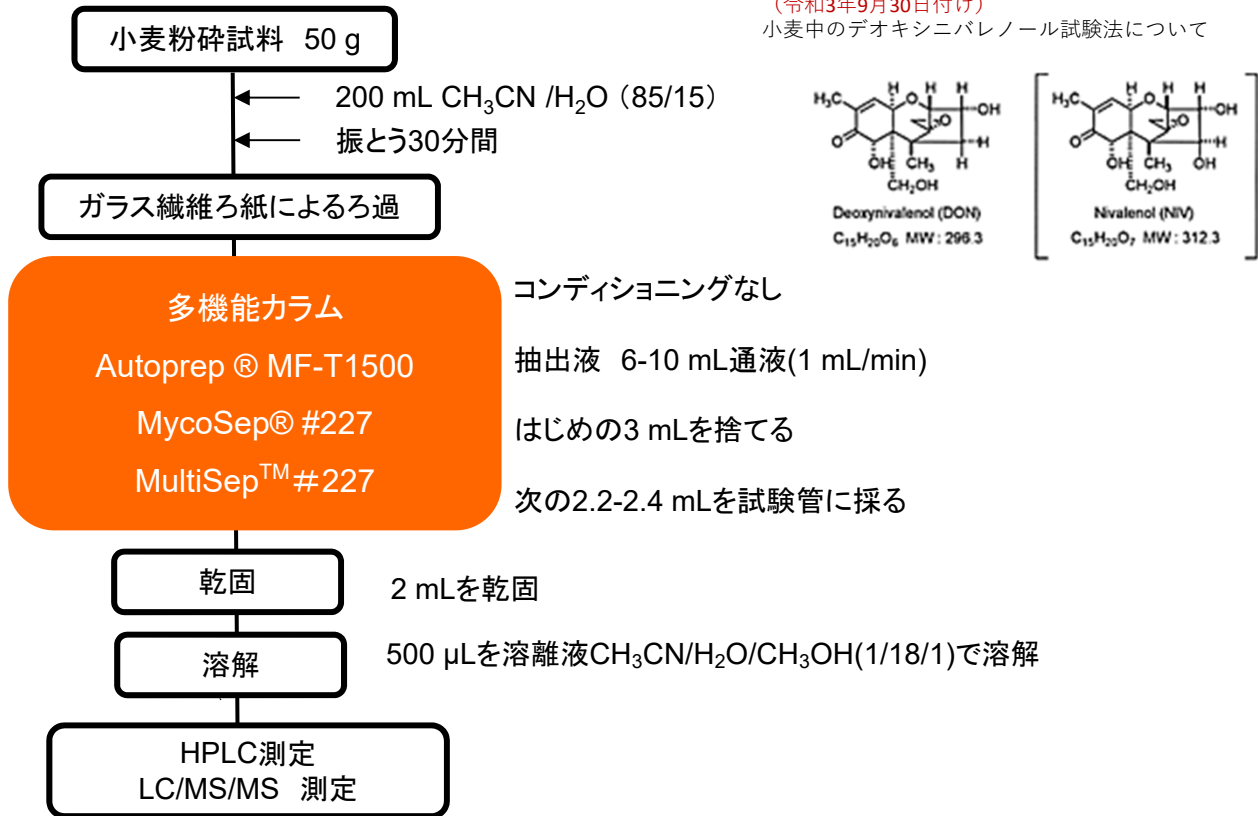 (令和3年9月30日付け)
小麦中のデオキシニバレノール試験法について
小麦粉砕試料 50 g
200 mL CH₃CN /H₂O(85/15)
振とう30分間
ガラス繊維ろ紙によるろ過
H₃C
H
O
H
H
OH
O
O
H
OH
CH₃
H
CH₂OH
Deoxynivalenol (DON)
C₁₅H₂₀O₆ MW : 296.3
H₃C
H
O
H
H
OH
O
O
H
OH
CH₃
OH
CH₂OH
Nivalenol (NIV)
C₁₅H₂₀O₇ MW : 312.3
多機能カラム
Autoprep ® MF-T1500
MycoSep® #227
MultiSep™#227
コンディショニングなし
抽出液 6-10 mL通液(1 mL/min)
はじめの3 mLを捨てる
次の2.2-2.4 mLを試験管に採る
乾固
2 mLを乾固
溶解
500 µLを溶離液CH₃CN/H₂O/CH₃OH(1/18/1)で溶解
HPLC測定
LC/MS/MS 測定